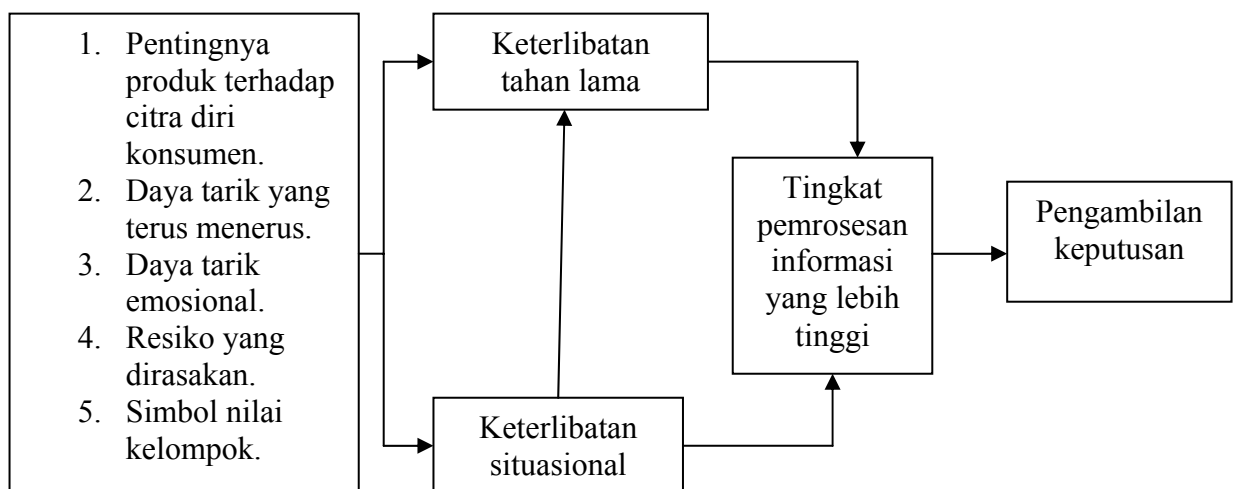 1. Pentingnya
produk terhadap
citra diri
konsumen.
2. Daya tarik yang
terus menerus.
3. Daya tarik
emosional.
4. Resiko yang
dirasakan.
5. Simbol nilai
kelompok.
Keterlibatan
tahan lama
Keterlibatan
situasional
Tingkat
pemrosesan
informasi
yang lebih
tinggi
Pengambilan
keputusan